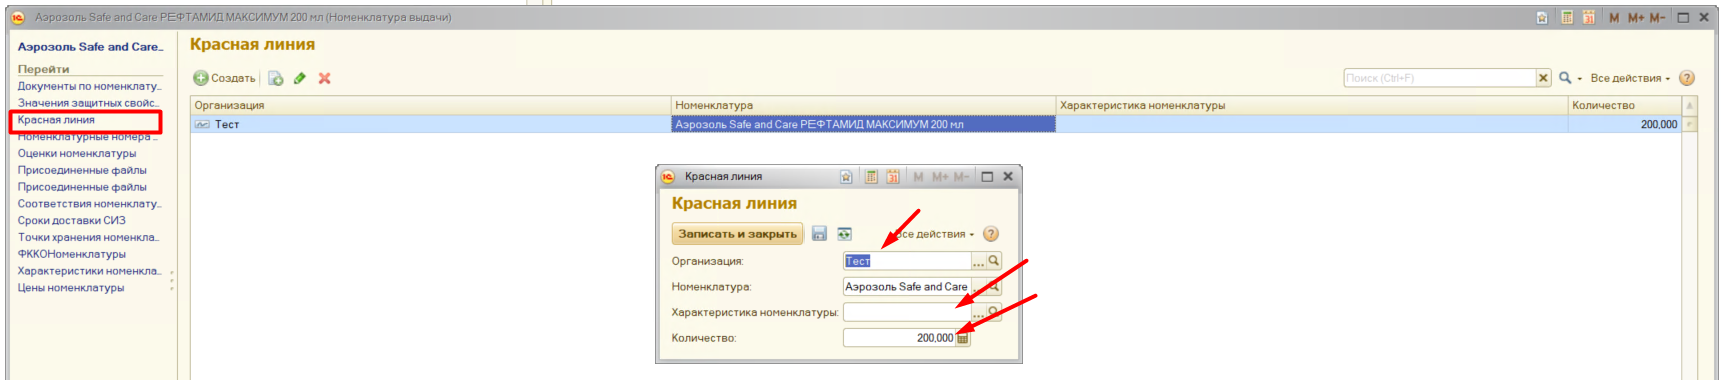 Аэрозоль Safe and Care РЕФТАМИД МАКСИМУМ 200 мл (Номенклатура выдачи)
M M+ M-
Аэрозоль Safe and Care...
Перейти
Документы по номенклату...
Значения защитных свойс...
Красная линия
Номенклатурные номера ...
Оценки номенклатуры
Присоединенные файлы
Присоединенные файлы
Соответствия номенклату...
Сроки доставки СИЗ
Точки хранения номенкла...
ФККОНоменклатуры
Характеристики номенкла...
Цены номенклатуры
Красная линия
Создать
Поиск (Ctrl+F)
Все действия
Организация Номенклатура Характеристика номенклатуры Количество
Тест Аэрозоль Safe and Care РЕФТАМИД МАКСИМУМ 200 мл 200,000
Красная линия M M+ M-
Красная линия
Записать и закрыть Все действия
Организация: Тест
Номенклатура: Аэрозоль Safe and Care
Характеристика номенклатуры:
Количество: 200,000